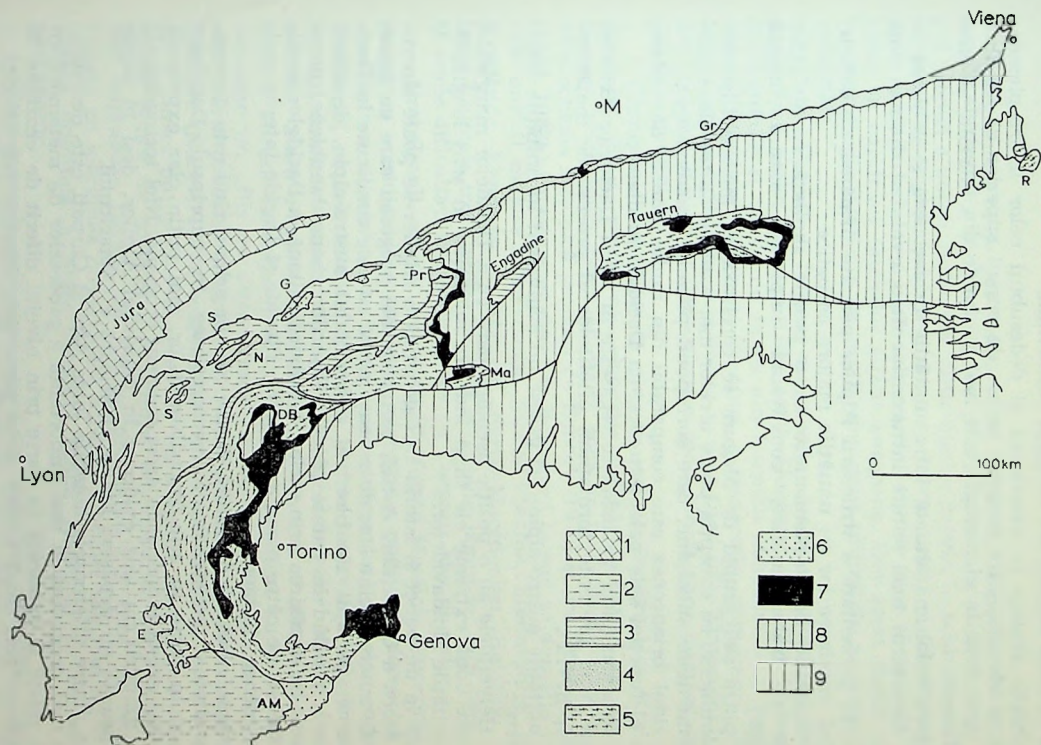 Viena
M
Gr
R
Tauern
Engadine
Pr
G
Jura
S
N
Ma
S
DB
Lyon
V
0 100km
Torino
1
6
2
7
E
Genova
3
8
4
9
AM
5